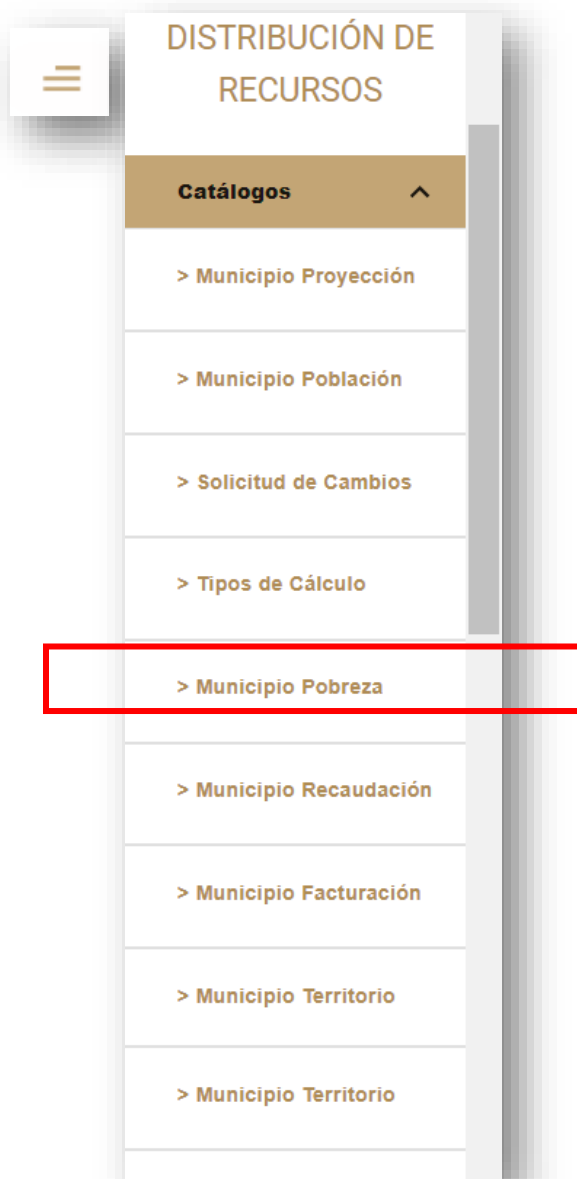 DISTRIBUCIÓN DE
RECURSOS
Catálogos
> Municipio Proyección
> Municipio Población
> Solicitud de Cambios
> Tipos de Cálculo
> Municipio Pobreza
> Municipio Recaudación
> Municipio Facturación
> Municipio Territorio
> Municipio Territorio